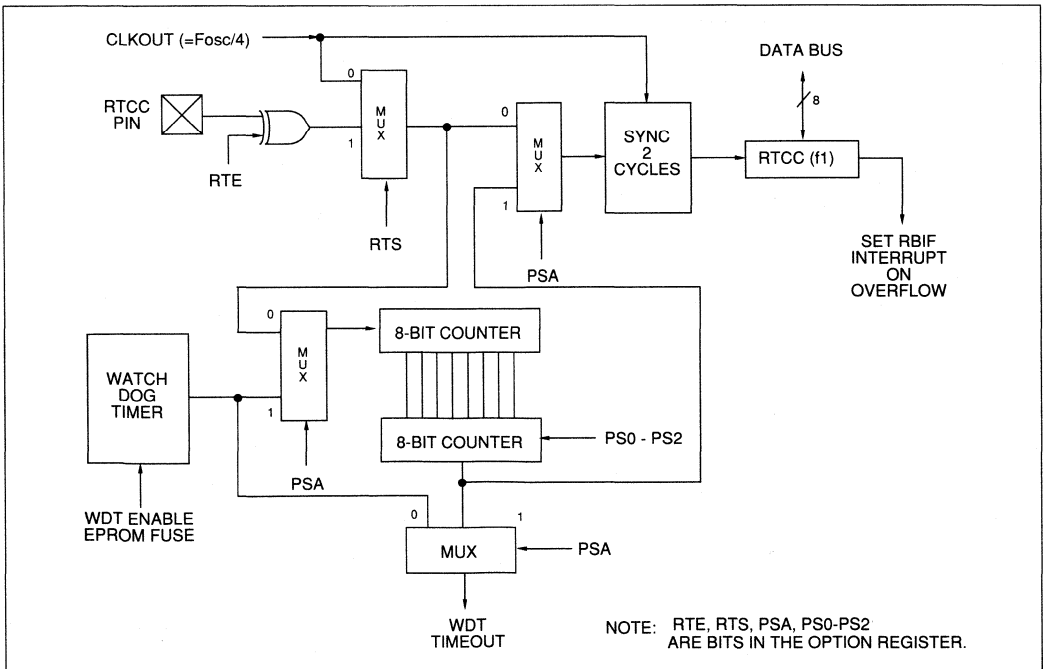 CLKOUT (=Fosc/4)
DATA BUS
8
RTCC
PIN
RTE
0
1
MUX
RTS
0
1
MUX
PSA
SYNC
2
CYCLES
RTCC (f1)
SET RBIF
INTERRUPT
ON
OVERFLOW
WATCH
DOG
TIMER
WDT ENABLE
EPROM FUSE
0
1
MUX
PSA
8-BIT COUNTER
8-BIT COUNTER
PS0 - PS2
0
1
MUX
PSA
WDT
TIMEOUT
NOTE: RTE, RTS, PSA, PS0-PS2
ARE BITS IN THE OPTION REGISTER.